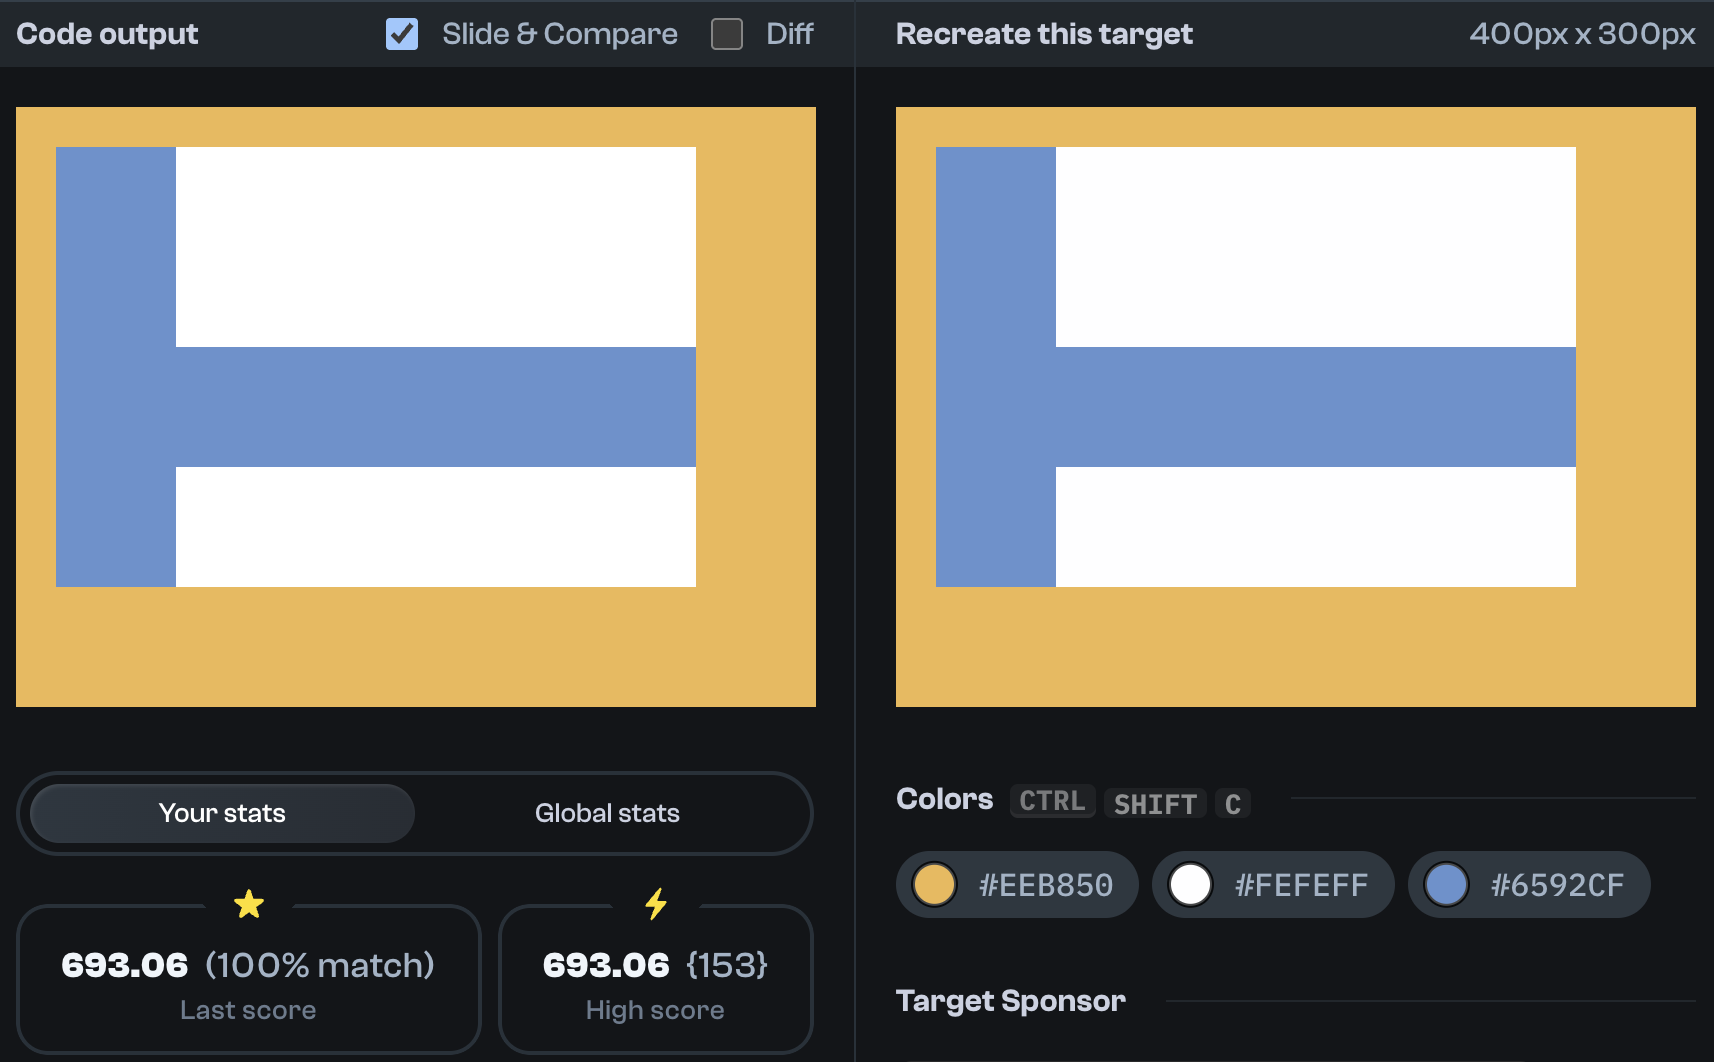 Code output
Slide & Compare
Diff
Recreate this target
400px x 300px
Your stats
Global stats
693.06 (100% match)
Last score
693.06 {153}
High score
Colors CTRL SHIFT C
#EEB850
#FEFEFF
#6592CF
Target Sponsor